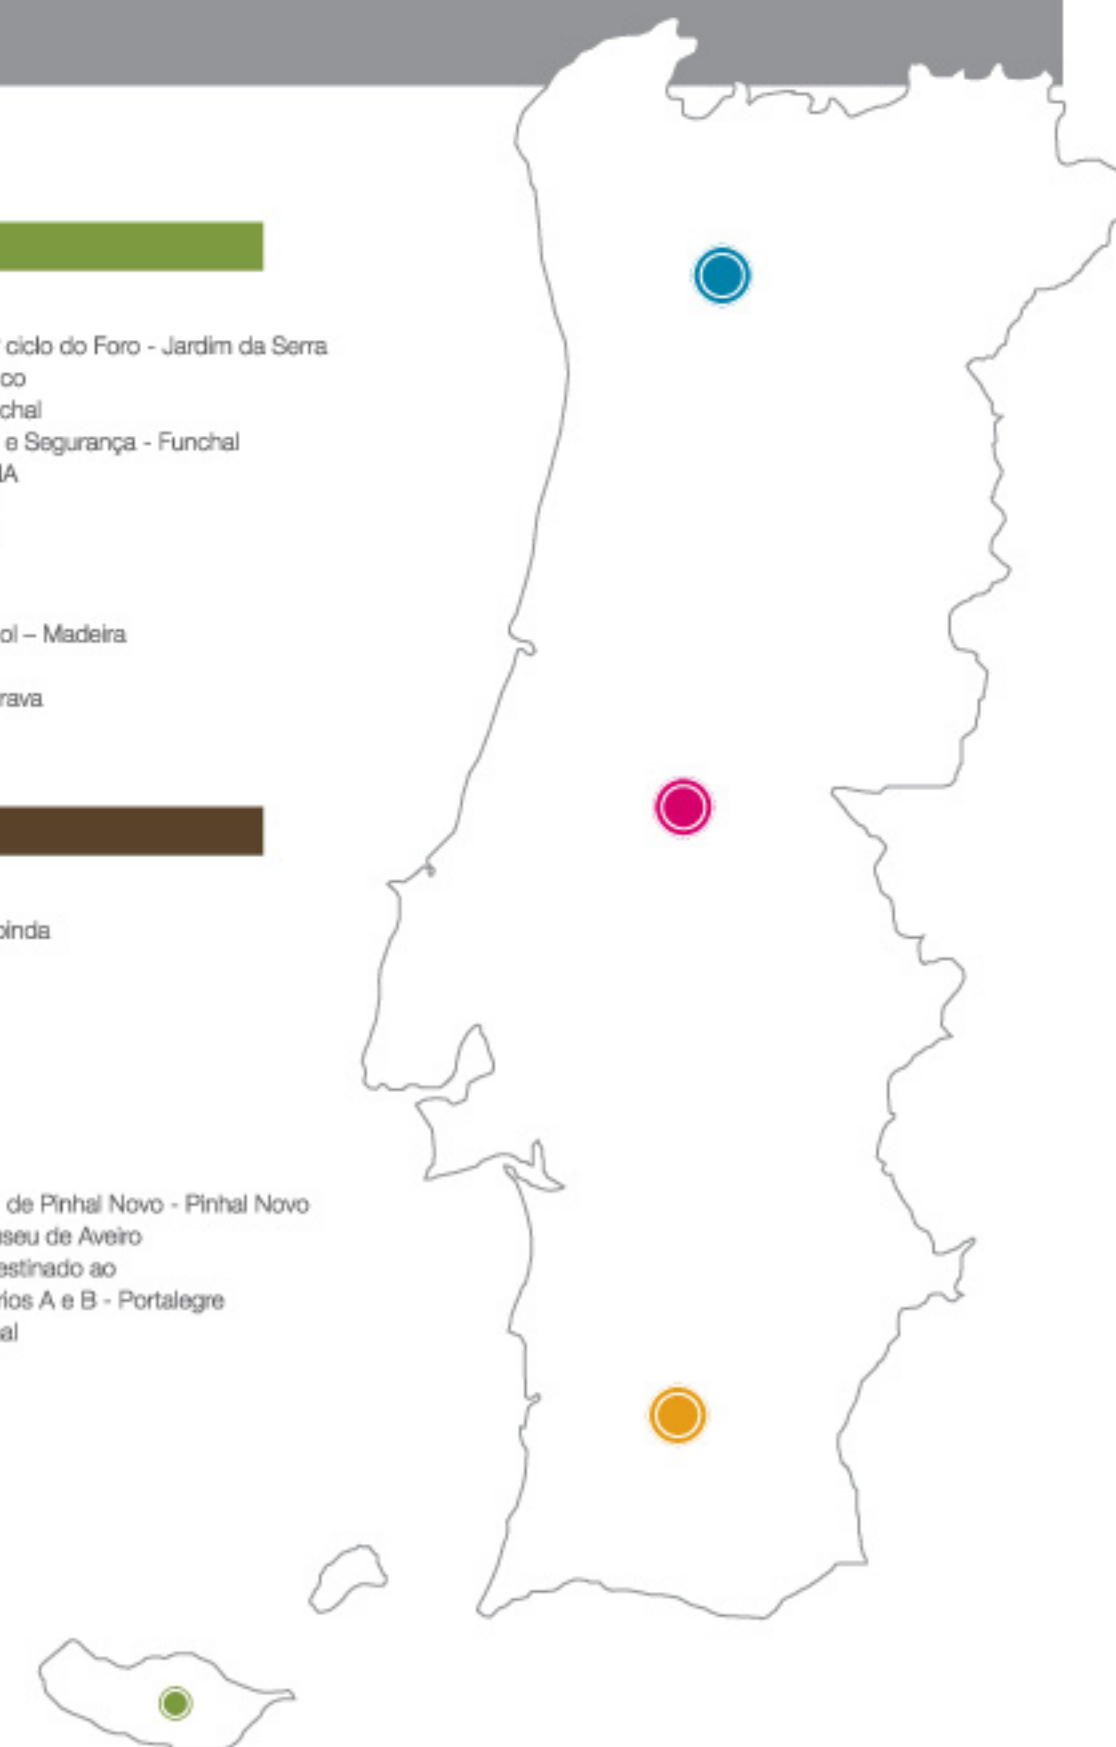 ciclo do Foro - Jardim da Serra
co
chal
e Segurança - Funchal
IA
ol – Madeira
rava
binda
de Pinhal Novo - Pinhal Novo
useu de Aveiro
estinado ao
rios A e B - Portalegre
al